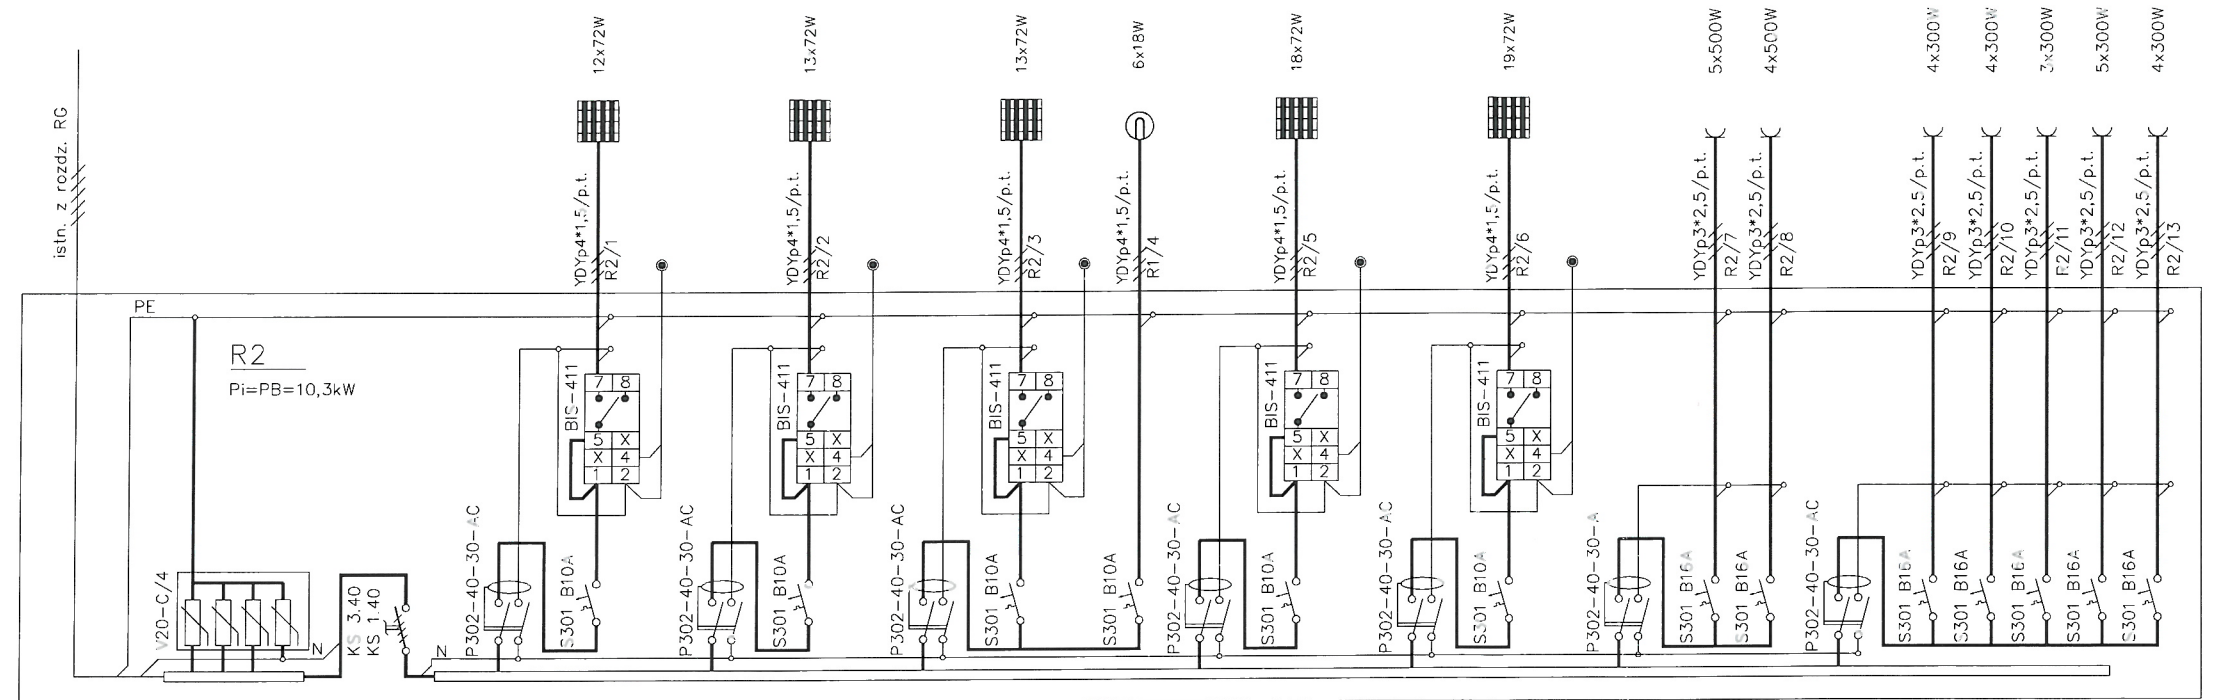 12x72W
13x72W
13x72W
6x18W
18x72W
19x72W
5x500W
4x500W
4x300W
4x300W
3x300W
5x300W
4x300W
istn. z rozdz. RG
YDYp4*1,5/p.t.
R2/1
YDYp4*1,5/p.t.
R2/2
YDYp4*1,5/p.t.
R2/3
YDYp4*1,5/p.t.
R1/4
YDYp4*1,5/p.t.
R2/5
YDYp4*1,5/p.t.
R2/6
YDYp3*2,5/p.t.
R2/7
YDYp3*2,5/p.t.
R2/8
YDYp3*2,5/p.t.
R2/9
YDYp3*2,5/p.t.
R2/10
YDYp3*2,5/p.t.
R2/11
YDYp3*2,5/p.t.
R2/12
YDYp3*2,5/p.t.
R2/13
PE
R2
Pi=PB=10,3kW
BIS-411
7 8
5 X
X 4
1 2
BIS-411
7 8
5 X
X 4
1 2
BIS-411
7 8
5 X
X 4
1 2
BIS-411
7 8
5 X
X 4
1 2
BIS-411
7 8
5 X
X 4
1 2
V20-C/4
N
KS 3.40
KS 1.40
N
P302-40-30-AC
S301 B10A
P302-40-30-AC
S301 B10A
P302-40-30-AC
S301 B10A
S301 B10A
P302-40-30-AC
S301 B10A
P302-40-30-AC
S301 B10A
P302-40-30-A
S301 B16A
S301 B16A
P302-40-30-AC
S301 B16A
S301 B16A
S301 B16A
S301 B16A
S301 B16A